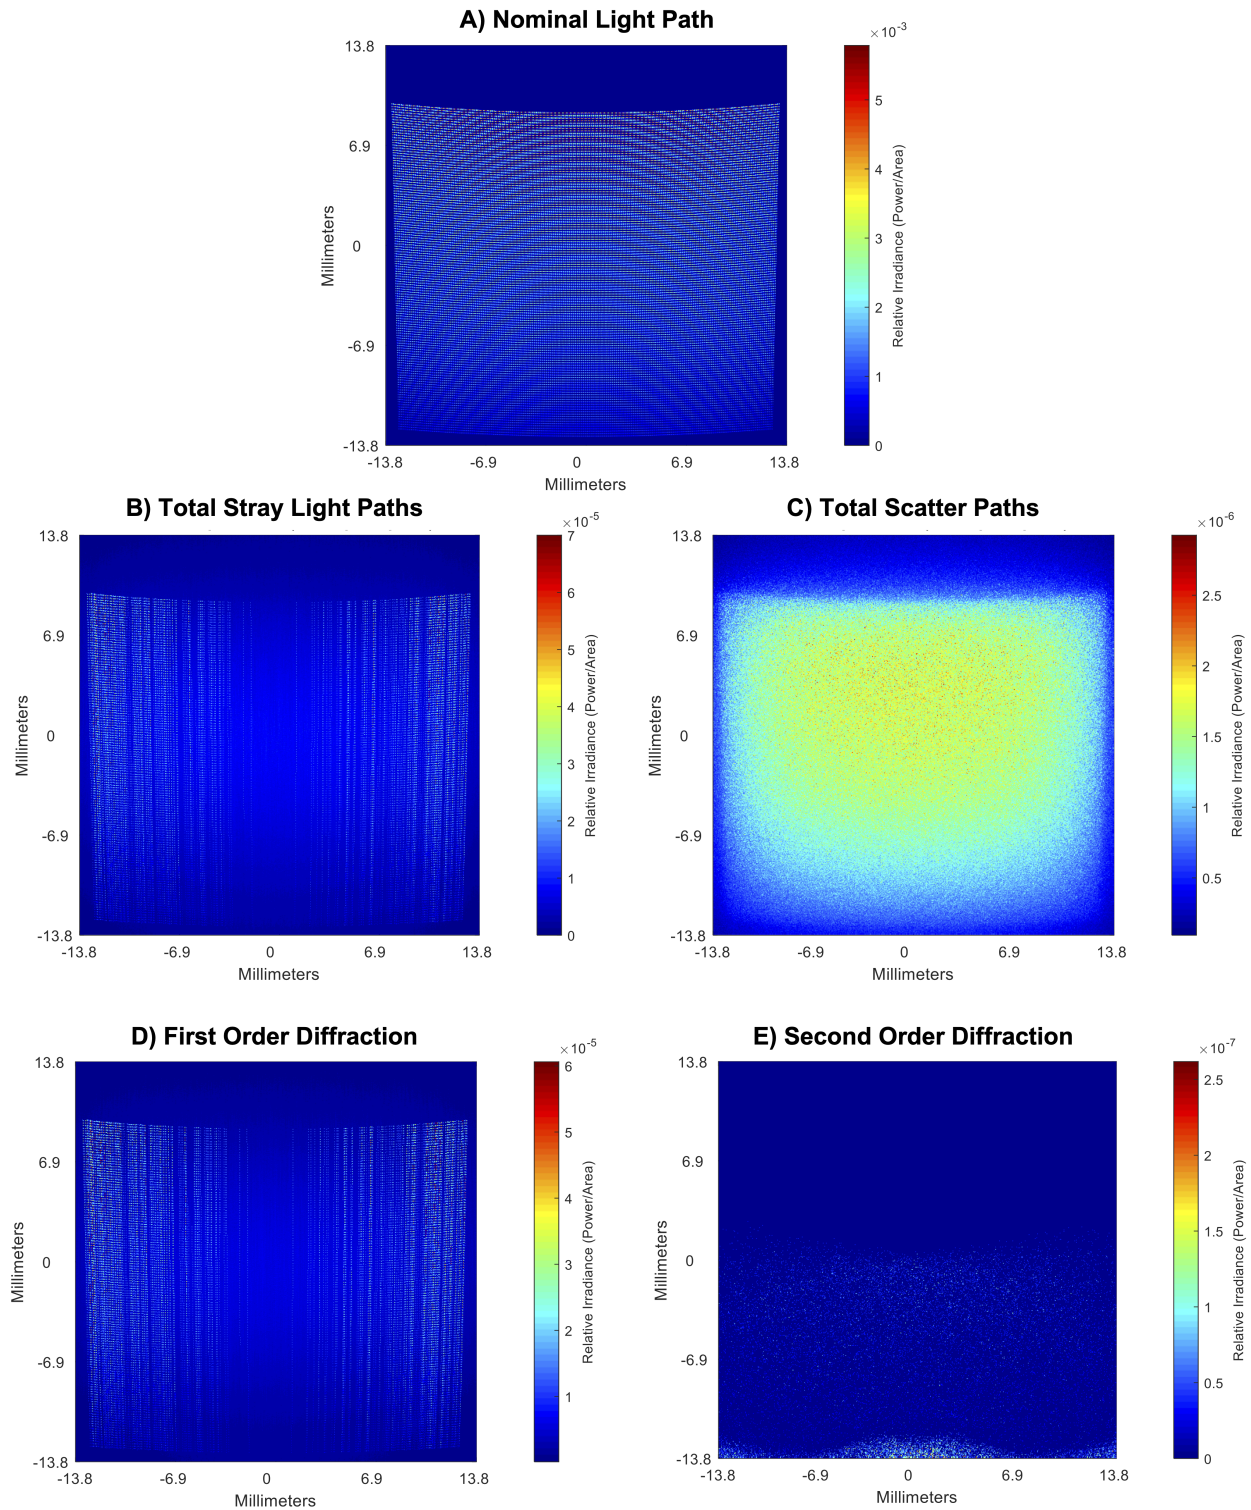 A) Nominal Light Path
×10-3
13.8
6.9
0
-6.9
-13.8
Millimeters
-13.8 -6.9 0 6.9 13.8
Millimeters
5
4
3
2
1
0
Relative Irradiance (Power/Area)
B) Total Stray Light Paths
×10-5
13.8
6.9
0
-6.9
-13.8
Millimeters
-13.8 -6.9 0 6.9 13.8
Millimeters
7
6
5
4
3
2
1
0
Relative Irradiance (Power/Area)
C) Total Scatter Paths
×10-6
13.8
6.9
0
-6.9
-13.8
Millimeters
-13.8 -6.9 0 6.9 13.8
Millimeters
2.5
2
1.5
1
0.5
Relative Irradiance (Power/Area)
D) First Order Diffraction
×10-5
13.8
6.9
0
-6.9
-13.8
Millimeters
-13.8 -6.9 0 6.9 13.8
Millimeters
6
5
4
3
2
1
Relative Irradiance (Power/Area)
E) Second Order Diffraction
×10-7
13.8
6.9
0
-6.9
-13.8
Millimeters
-13.8 -6.9 0 6.9 13.8
Millimeters
2.5
2
1.5
1
0.5
0
Relative Irradiance (Power/Area)